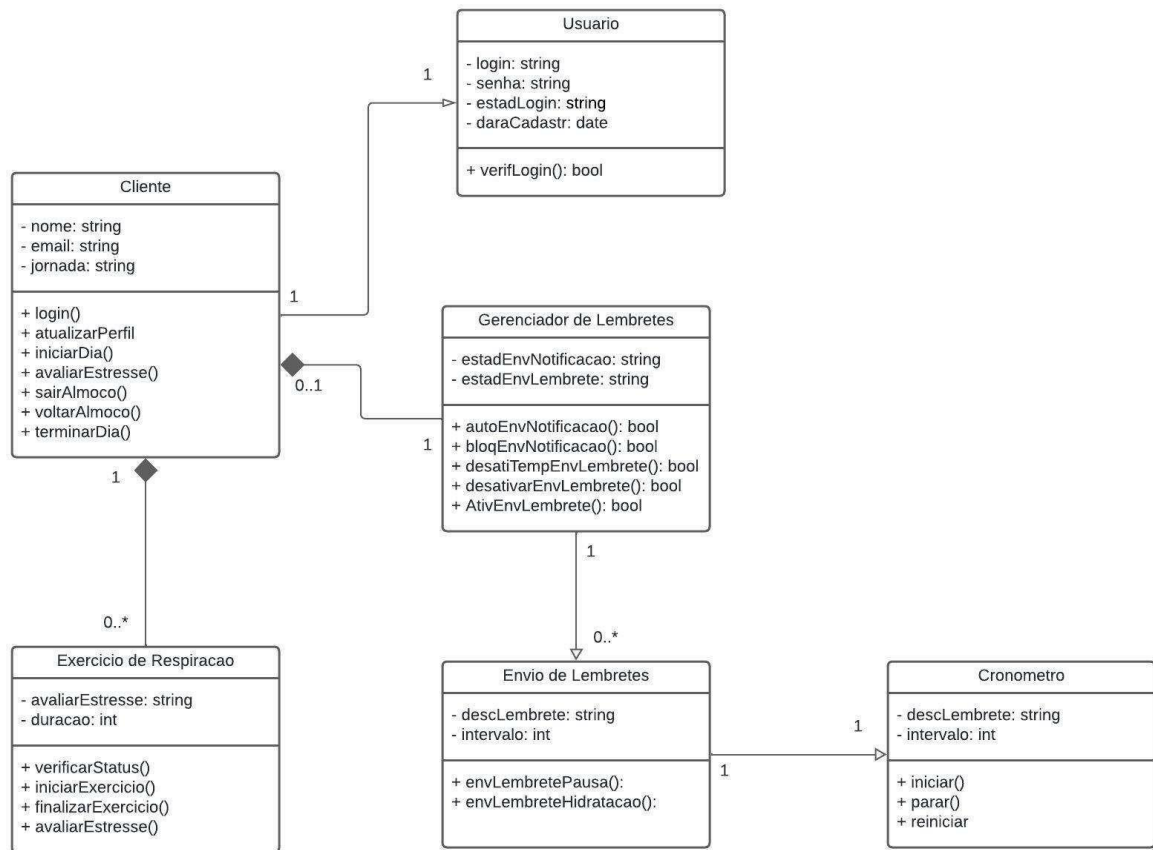 Usuario
- login: string
- senha: string
- estadLogin: string
- daraCadastr: date
+ verifLogin(): bool
1
Cliente
- nome: string
- email: string
- jornada: string
+ login()
+ atualizarPerfil
+ iniciarDia()
+ avaliarEstresse()
+ sairAlmoco()
+ voltarAlmoco()
+ terminarDia()
1
0..1
1
Gerenciador de Lembretes
- estadEnvNotificacao: string
- estadEnvLembrete: string
+ autoEnvNotificacao(): bool
+ bloqEnvNotificacao(): bool
+ desatiTempEnvLembrete(): bool
+ desativarEnvLembrete(): bool
+ AtivEnvLembrete(): bool
1
1
0..*
0..*
Exercicio de Respiracao
- avaliarEstresse: string
- duracao: int
+ verificarStatus()
+ iniciarExercicio()
+ finalizarExercicio()
+ avaliarEstresse()
Envio de Lembretes
- descLembrete: string
- intervalo: int
+ envLembretePausa():
+ envLembreteHidratacao():
1
1
Cronometro
- descLembrete: string
- intervalo: int
+ iniciar()
+ parar()
+ reiniciar